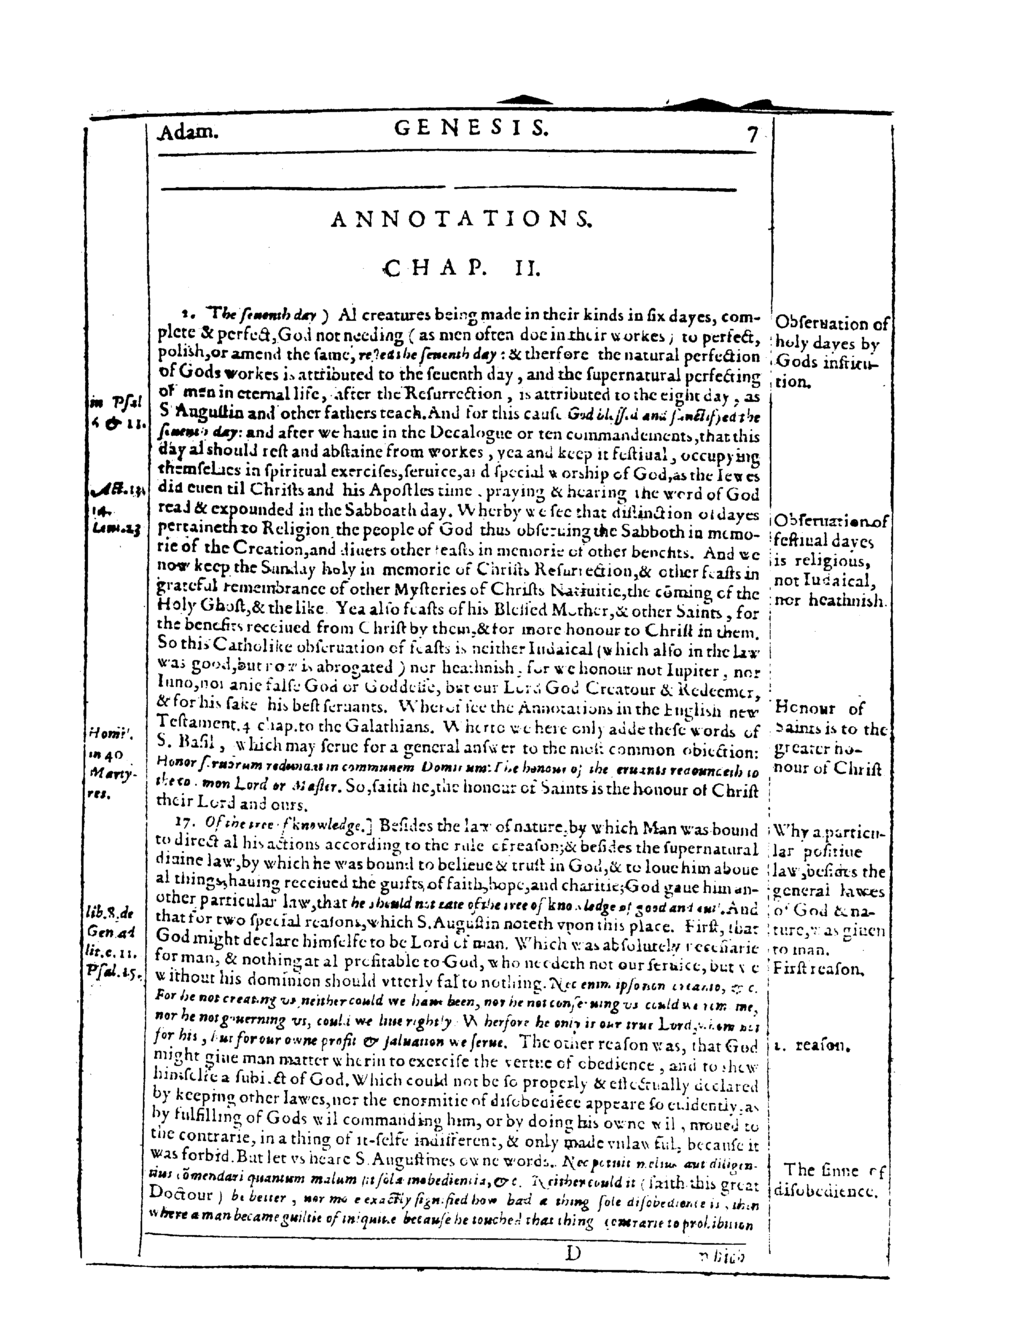 Adam. GENESIS. 7
ANNOTATIONS.
CHAP. II.
2. The ſeuenth day ) Al creatures being made in their kinds in ſix dayes, com-
plete & perfect, God not needing ( as men often doe in their workes ) to perfect,
poliſh, or amend the ſame, reſted the ſeuenth day : & therfore the natural perfection
of Gods workes is attributed to the ſeuenth day, and the ſupernatural perfecting
of men in eternal life, after the Reſurrection, is attributed to the eight day, as
S Auguſtin and other fathers teach. And for this cauſe God bleſſed and ſanctifyed the
ſeuenth day: and after we haue in the Decalogue or ten commandements, that this
day al should reſt and abſtaine from workes, yea and keep it feſtiual, occupying
themſelues in ſpiritual exerciſes, ſeruice, and ſpecial worship of God, as the Iewes
did euen til Chriſts and his Apoſtles time, praying & hearing the word of God
read & expounded in the Sabboath day. Wherby we ſee that diſtinction of dayes
pertaineth to Religion, the people of God thus obſeruing the Sabboth in memo-
rie of the Creation, and diuers other feaſts in memorie of other benefits. And we
now keep the Sunday holy in memorie of Chriſts Reſurrection, & other feaſts in
grateful remembrance of other Myſteries of Chriſts Natiuitie, the cōming of the
Holy Ghoſt, & the like. Yea alſo feaſts of his Bleſſed Mother, & other Saints, for
the benefits receiued from Chriſt by them, & for more honour to Chriſt in them.
So this Catholike obſeruation of feaſts is neither Iudaical (which alſo in the law
was good, but now is abrogated ) nor heathnish, for we honour not Iupiter, nor
Iuno, nor anie falſe God or Goddeſſe, but our Lord God Creatour & Redeemer,
& for his ſake his beſt ſeruants. Wherof ſee the Annotations in the English new
Teſtament. 4 chap. to the Galathians. Wherto we here only adde theſe words of
S. Baſil, which may ſerue for a general anſwer to the moſt common obiection:
Honor ſeruorum redundat in communem Dominum: The honour of the ſeruants redoundeth to
the common Lord or Maſter. So, ſaith he, the honour of Saints is the honour of Chriſt
their Lord and ours.
17. Of the tree of knowledge.] Beſides the law of nature, by which Man was bound
to direct al his actions according to the rule of reaſon; & beſides the ſupernatural
diuine law, by which he was bound to belieue & truſt in God, & to loue him aboue
al things, hauing receiued the guifts of faith, hope, and charitie; God gaue him an-
other particular law, that he should not eate of the tree of knowledge of good and euil. And
that for two ſpecial reaſons, which S. Auguſtin noteth vpon this place. Firſt, that
God might declare himſelfe to be Lord of man. Which was abſolutely neceſſarie
for man, & nothing at al profitable to God, who needeth not our ſeruice, but we
without his dominion should vtterly fal to nothing. Nec enim ipſo non creante, &c.
For he not creating vs neither could we haue been, nor he not conſeruing vs could we remaine,
nor he not gouerning vs, could we liue rightly. Wherfore he only is our true Lord, whom not
for his, but for our owne profit & ſaluation we ſerue. The other reaſon was, that God
might giue man matter wherin to exerciſe the vertue of obedience, and to shew
himſelfe a ſubiect of God. Which could not be ſo properly & effectually declared
by keeping other lawes, nor the enormitie of diſobediēce appeare ſo euidently, as
by fulfilling of Gods wil commanding him, or by doing his owne wil, moued to
the contrarie, in a thing of it-ſelfe indifferent, & only made vnlawful, becauſe it
was forbid. But let vs heare S. Auguſtines owne words. Nec potuit melius aut diligen-
tius cōmendari quantum malum ſit ſola inobedientia, &c. Neither could it ( ſaith this great
Doctour ) be better, nor more exactly ſignified how bad a thing ſole diſobedience is, then
where a man became guiltie of iniquitie becauſe he touched that thing contrarie to prohibition
D which
in Pſal
6 & 11.
Act. 13.
14.
Homi.
in 40
Marty-
res.
lib. 8. de
Gen. ad
lit. c. 11.
Pſal. 15.
Obſeruation of
holy dayes by
Gods inſtitu-
tion.
Obſeruation of
feſtiual dayes
is religious,
not Iudaical,
nor heathnish.
Honour of
Saints is to the
greater ho-
nour of Chriſt
Why a particu-
lar poſitiue
law, beſides the
general lawes
of God & na-
ture, was giuen
to man.
Firſt reaſon.
2. reaſon.
The ſinne of
diſobedience.